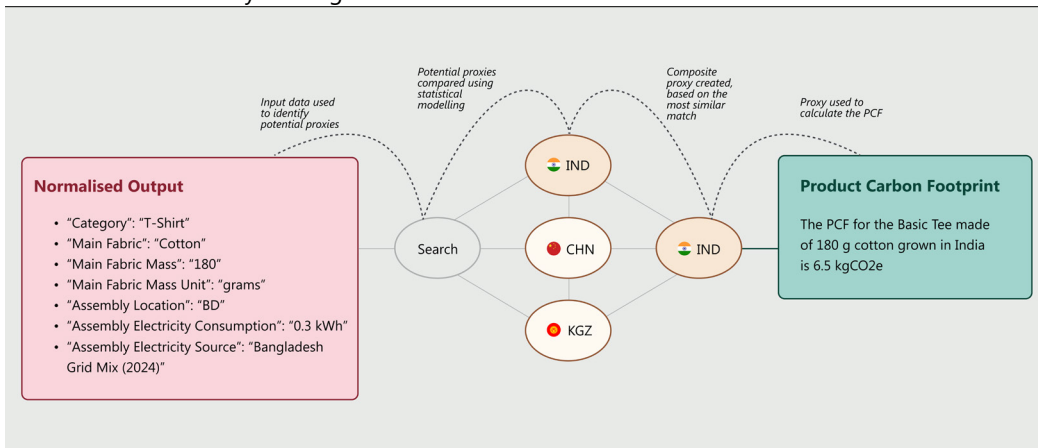 Input data used
to identify
potential proxies
Potential proxies
compared using
statistical
modelling
Composite
proxy created,
based on the
most similar
match
Proxy used to
calculate the PCF
Normalised Output
• "Category": "T-Shirt"
• "Main Fabric": "Cotton"
• "Main Fabric Mass": "180"
• "Main Fabric Mass Unit": "grams"
• "Assembly Location": "BD"
• "Assembly Electricity Consumption": "0.3 kWh"
• "Assembly Electricity Source": "Bangladesh
Grid Mix (2024)"
Search
IND
CHN
KGZ
IND
Product Carbon Footprint
The PCF for the Basic Tee made
of 180 g cotton grown in India
is 6.5 kgCO2e